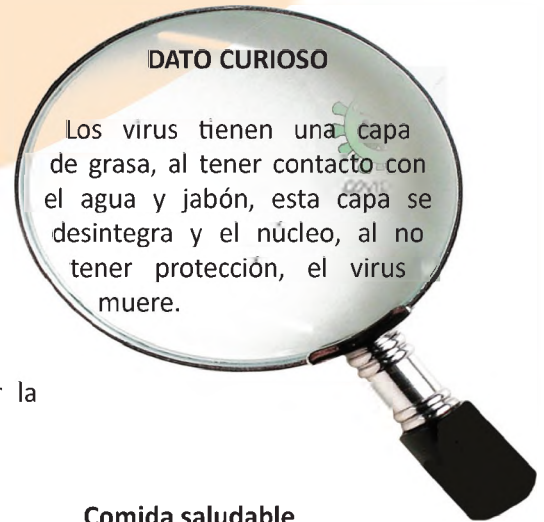 DATO CURIOSO
Los virus tienen una capa
de grasa, al tener contacto con
el agua y jabón, esta capa se
desintegra y el núcleo, al no
tener protección, el virus
muere.
la
Comida saludable